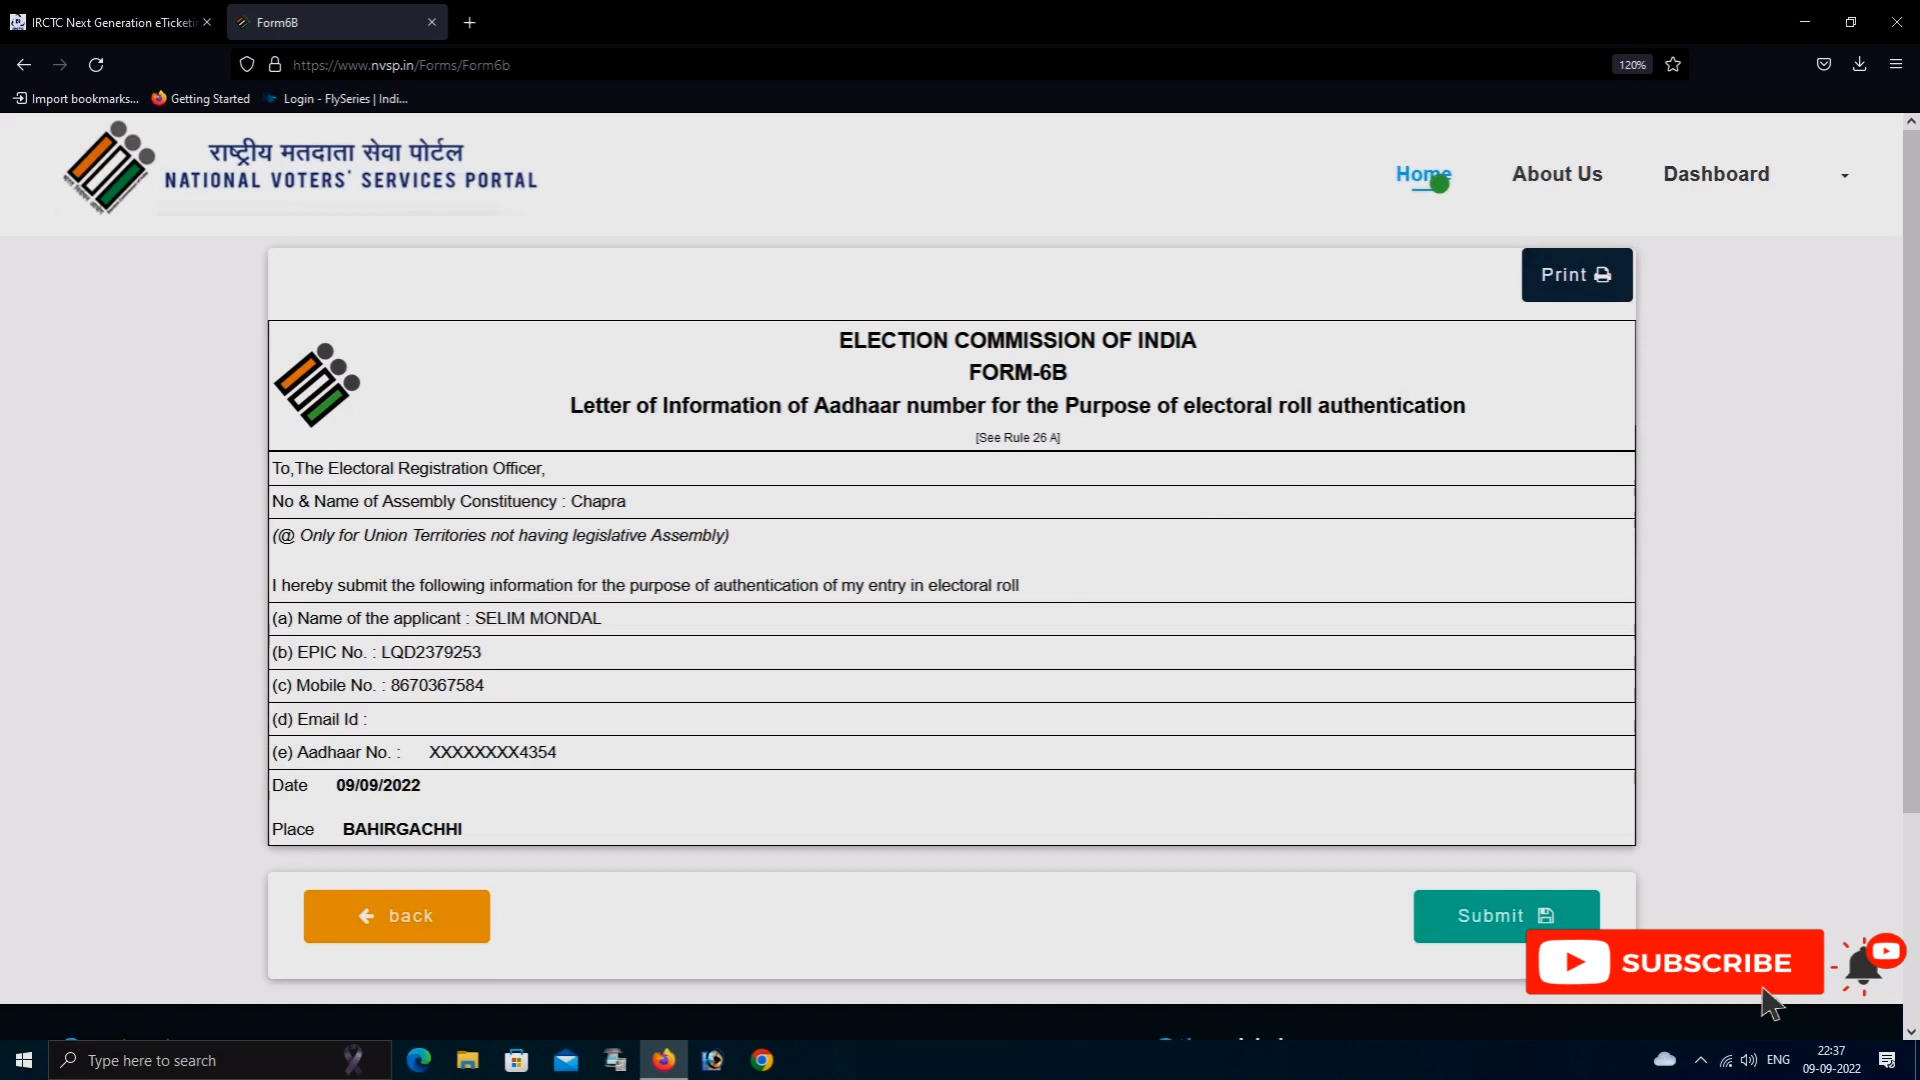 IRCTC Next Generation eTicketin
Form6B
https://www.nvsp.in/Forms/Form6b
120%
Import bookmarks...
Getting Started
Login - FlySeries | Indi...
राष्ट्रीय मतदाता सेवा पोर्टल
NATIONAL VOTERS' SERVICES PORTAL
Home
About Us
Dashboard
Print
ELECTION COMMISSION OF INDIA
FORM-6B
Letter of Information of Aadhaar number for the Purpose of electoral roll authentication
[See Rule 26 A]
To,The Electoral Registration Officer,
No & Name of Assembly Constituency : Chapra
(@ Only for Union Territories not having legislative Assembly)
I hereby submit the following information for the purpose of authentication of my entry in electoral roll
(a) Name of the applicant : SELIM MONDAL
(b) EPIC No. : LQD2379253
(c) Mobile No. : 8670367584
(d) Email Id :
(e) Aadhaar No. : XXXXXXXX4354
Date 09/09/2022
Place BAHIRGACHHI
back
Submit
SUBSCRIBE
Type here to search
ENG
22:37
09-09-2022